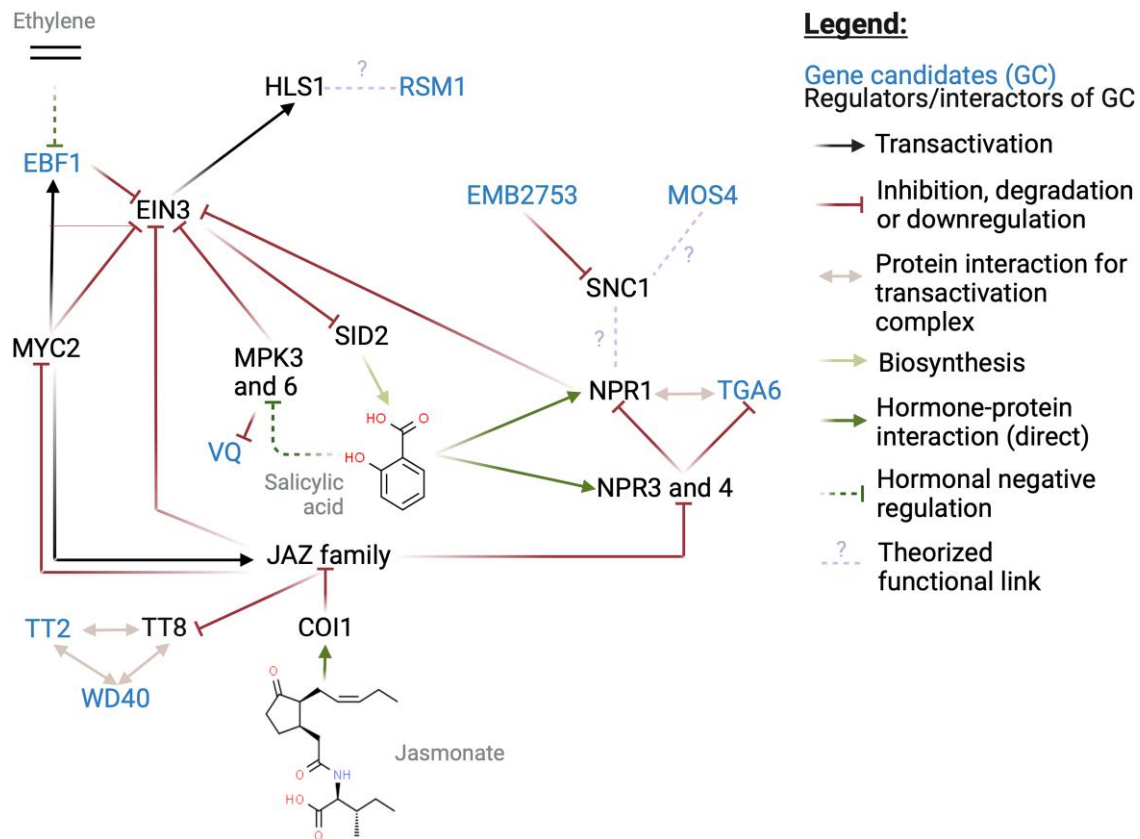 Ethylene
HLS1
?
RSM1
EBF1
EIN3
EMB2753
MOS4
?
SNC1
?
MYC2
SID2
MPK3
and 6
NPR1
TGA6
VQ
HO
O
HO
Salicylic
acid
NPR3 and 4
JAZ family
TT2
TT8
COI1
WD40
O
Jasmonate
O
NH
HO
O
Legend:
Gene candidates (GC)
Regulators/interactors of GC
Transactivation
Inhibition, degradation
or downregulation
Protein interaction for
transactivation
complex
Biosynthesis
Hormone-protein
interaction (direct)
Hormonal negative
regulation
?
Theorized
functional link